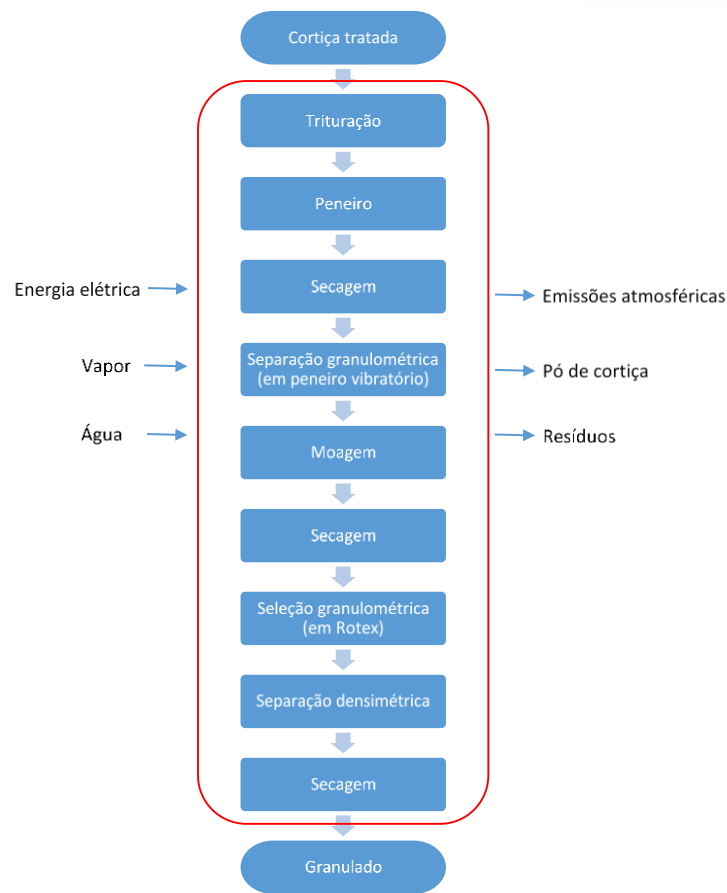 Cortiça tratada
Trituração
Peneiro
Energia elétrica
Secagem
Emissões atmosféricas
Vapor
Separação granulométrica
(em peneiro vibratório)
Pó de cortiça
Água
Moagem
Resíduos
Secagem
Seleção granulométrica
(em Rotex)
Separação densimétrica
Secagem
Granulado